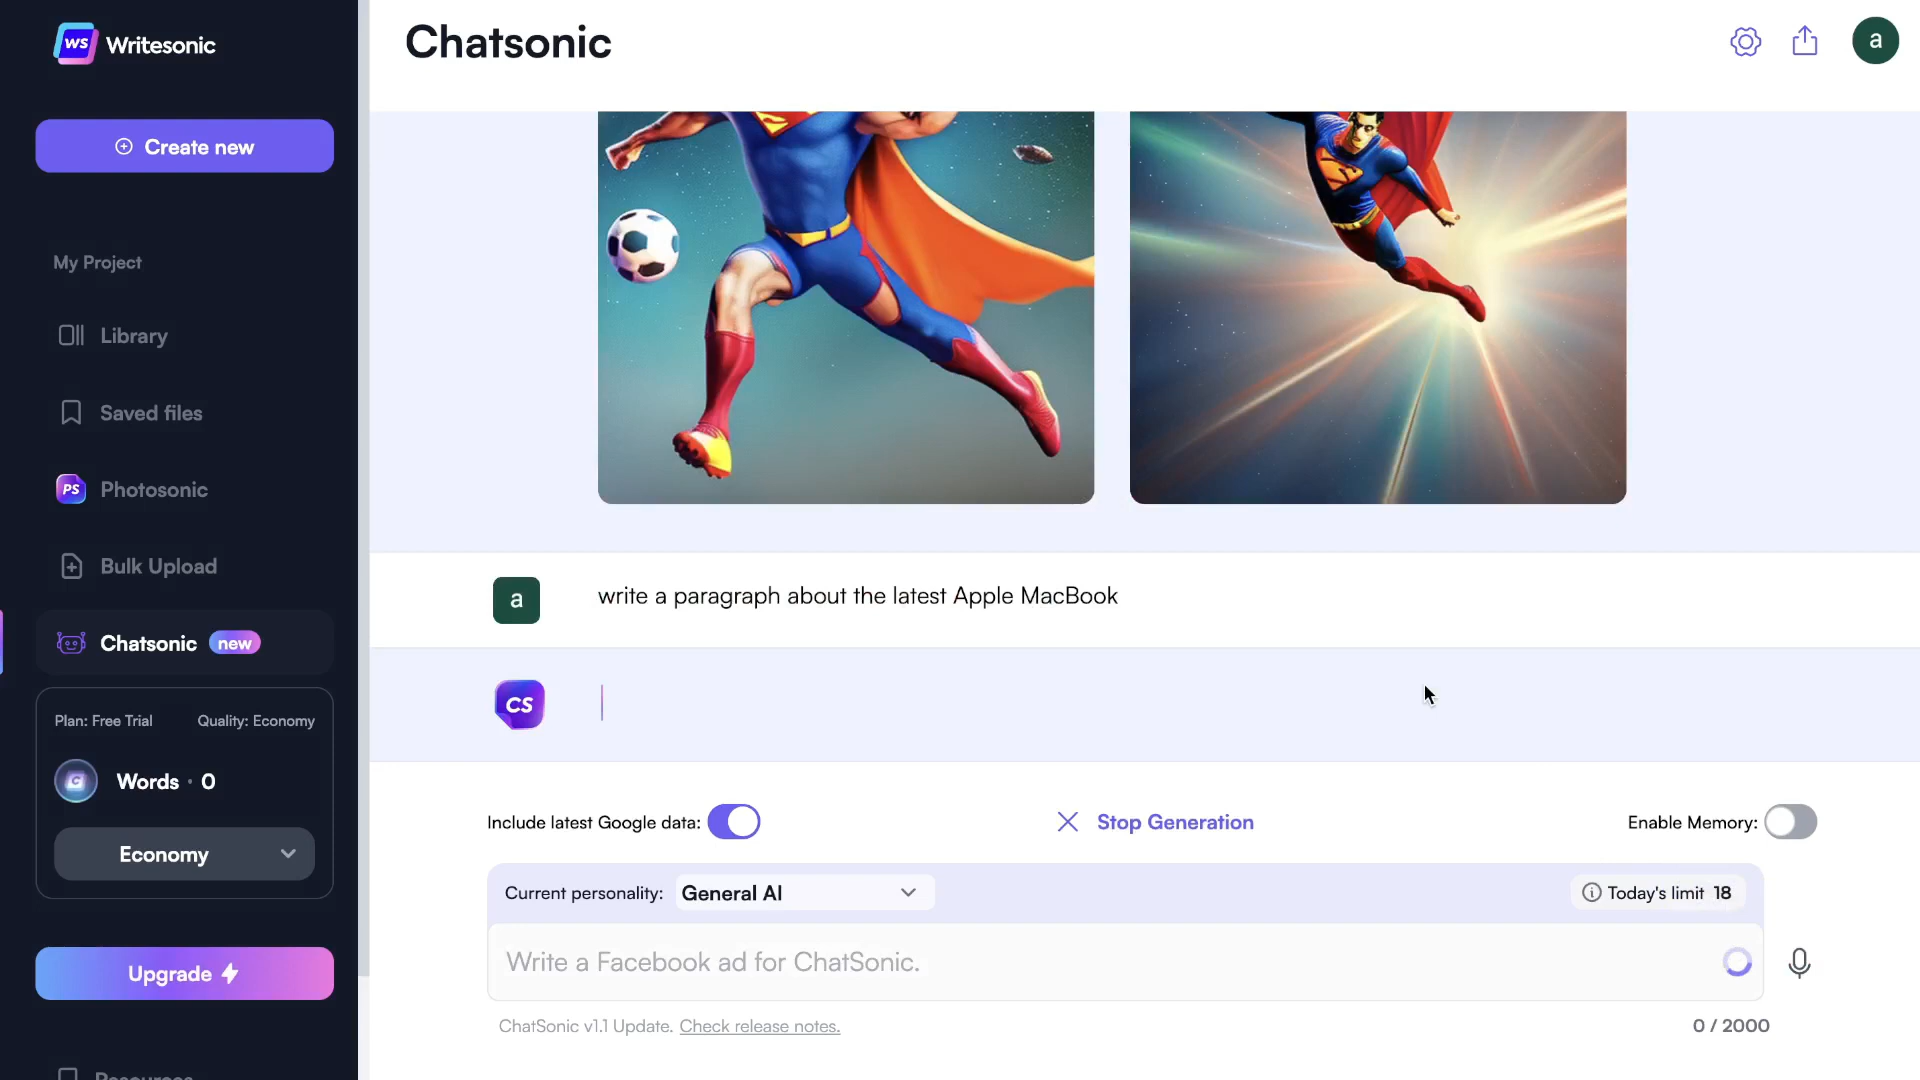 WS Writesonic
Create new
My Project
Library
Saved files
PS Photosonic
Bulk Upload
Chatsonic new
Plan: Free Trial Quality: Economy
Words · 0
Economy
Upgrade
Resources
Chatsonic
a
a write a paragraph about the latest Apple MacBook
CS
Include latest Google data: Stop Generation Enable Memory:
Current personality: General AI Today's limit 18
Write a Facebook ad for ChatSonic.
ChatSonic v1.1 Update. Check release notes. 0 / 2000